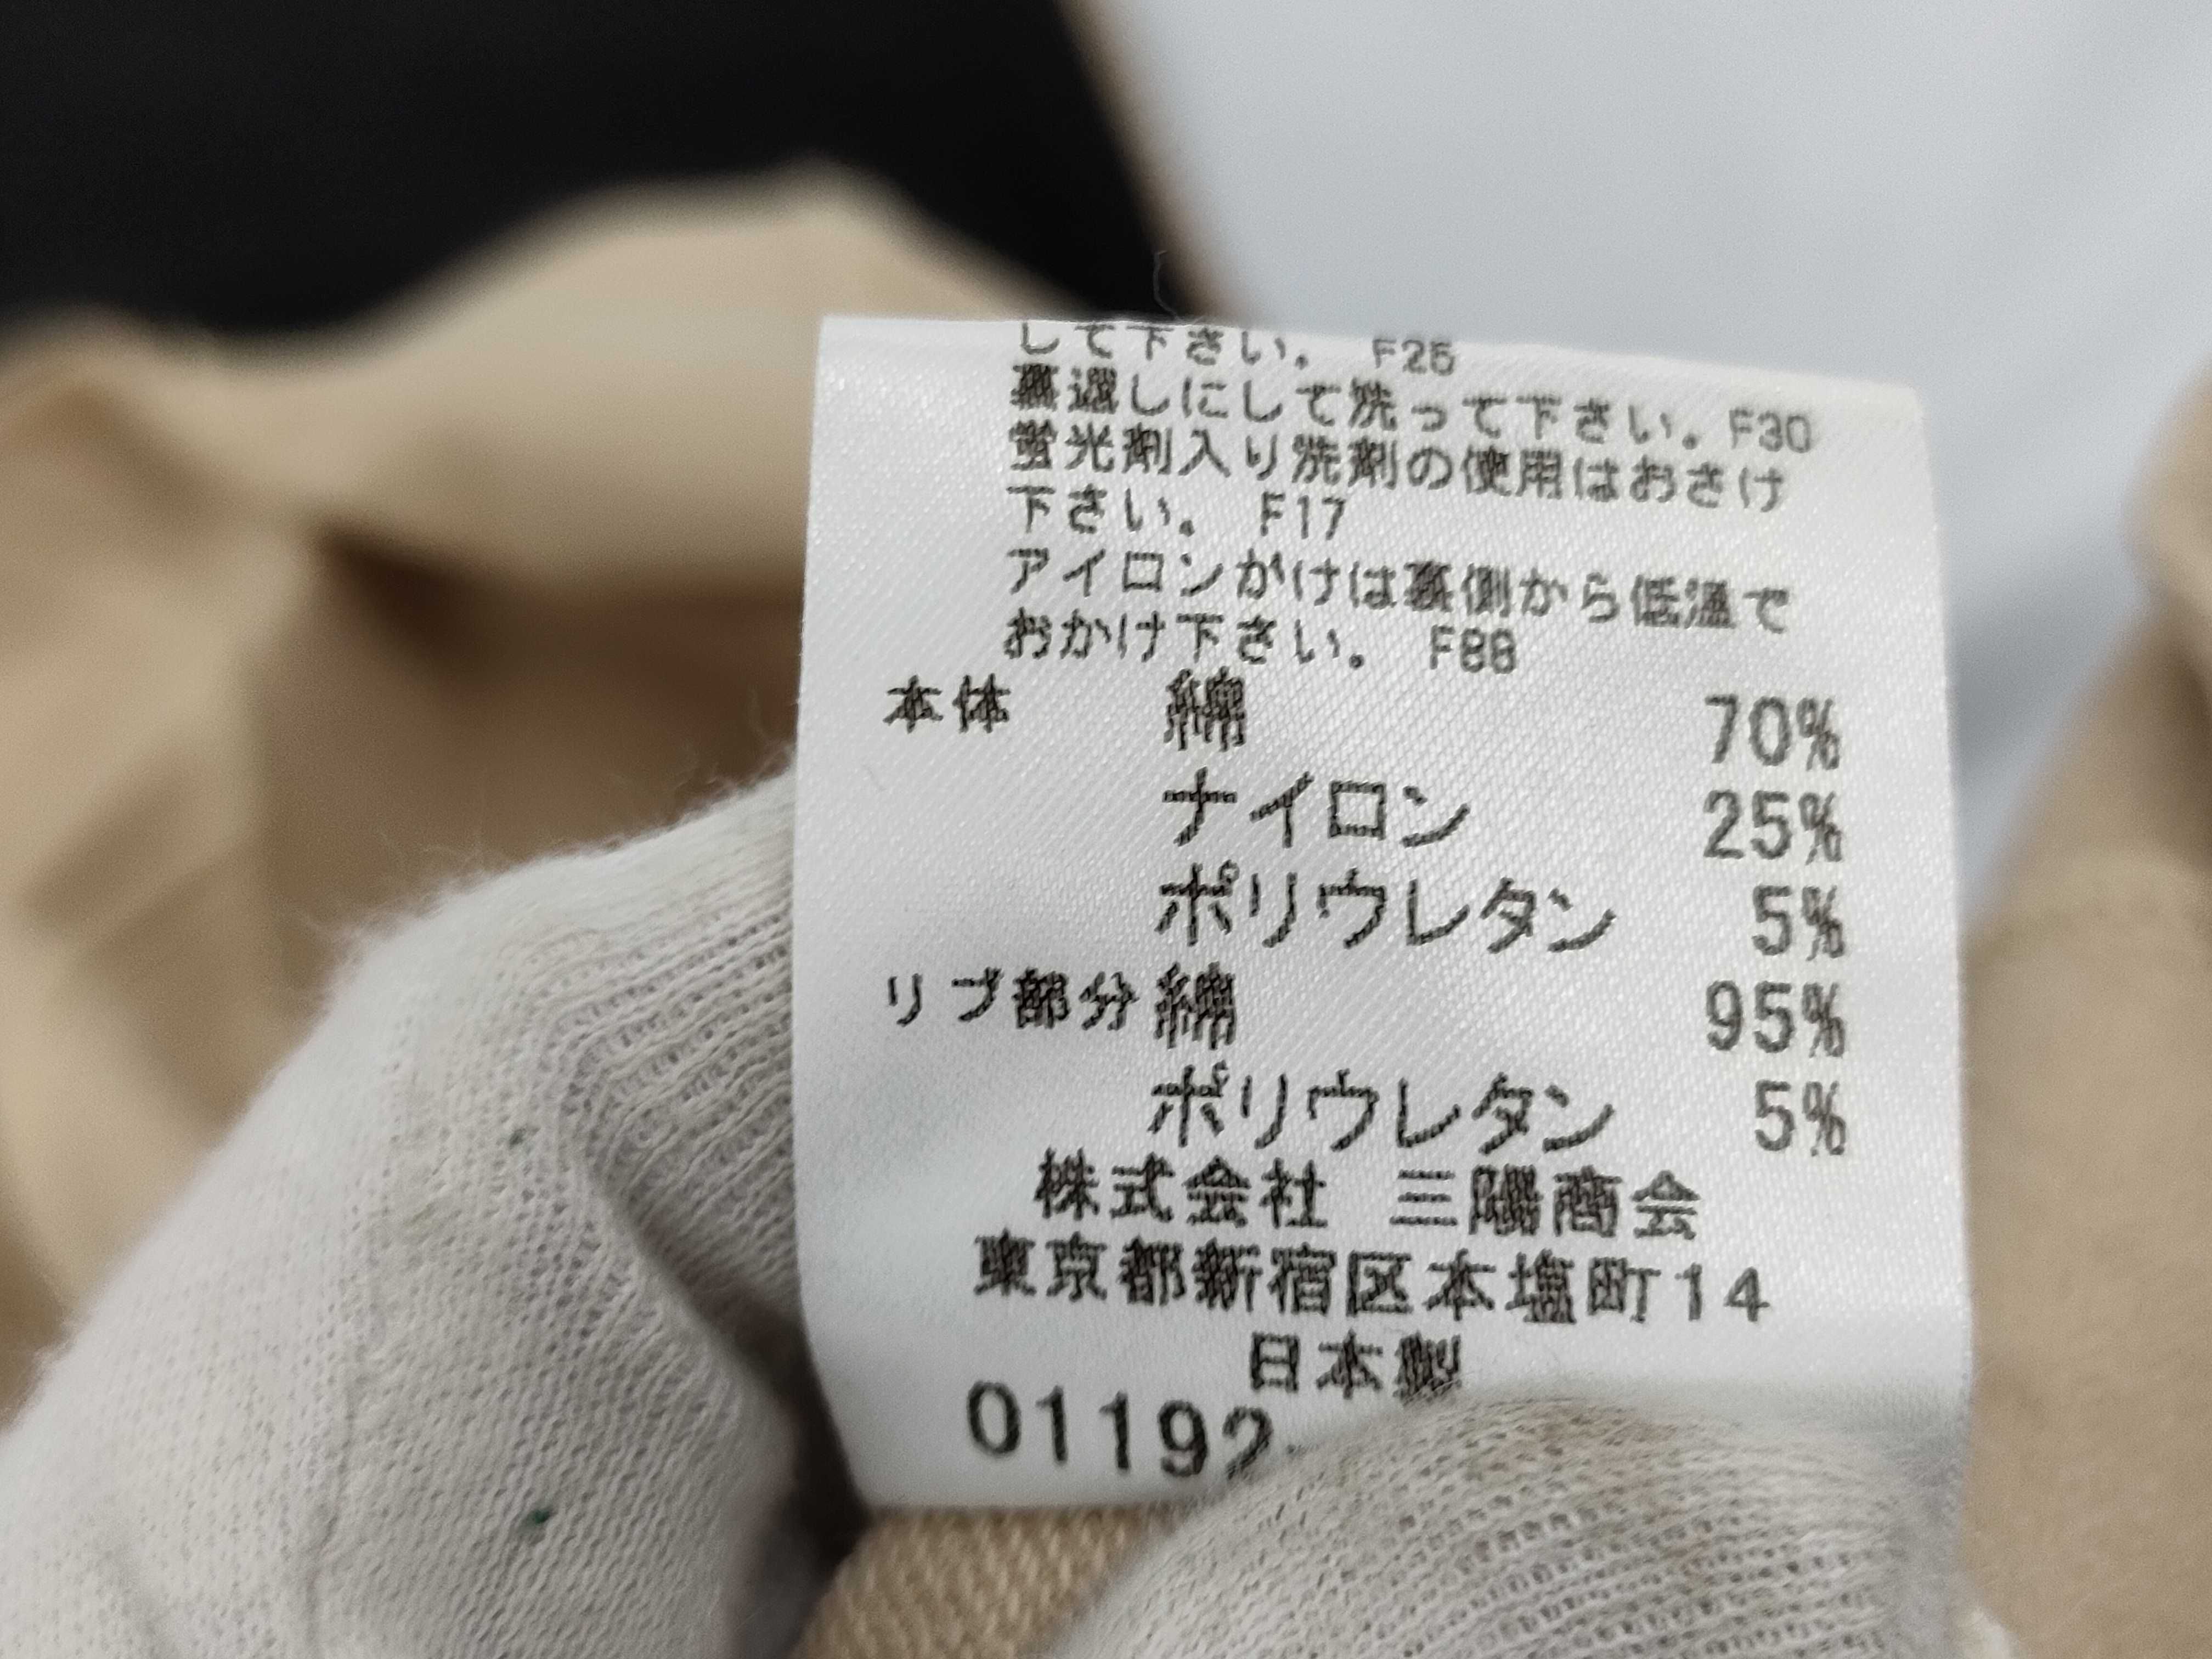 して下さい。 F26
裏返しにして洗って下さい。F30
蛍光剤入り洗剤の使用はおさけ
下さい。 F17
アイロンがけは裏側から低温で
おかけ下さい。 F88
本体 綿 70%
ナイロン 25%
ポリウレタン 5%
リブ部分 綿 95%
ポリウレタン 5%
株式会社 三陽商会
東京都新宿区本塩町14
日本製
01192